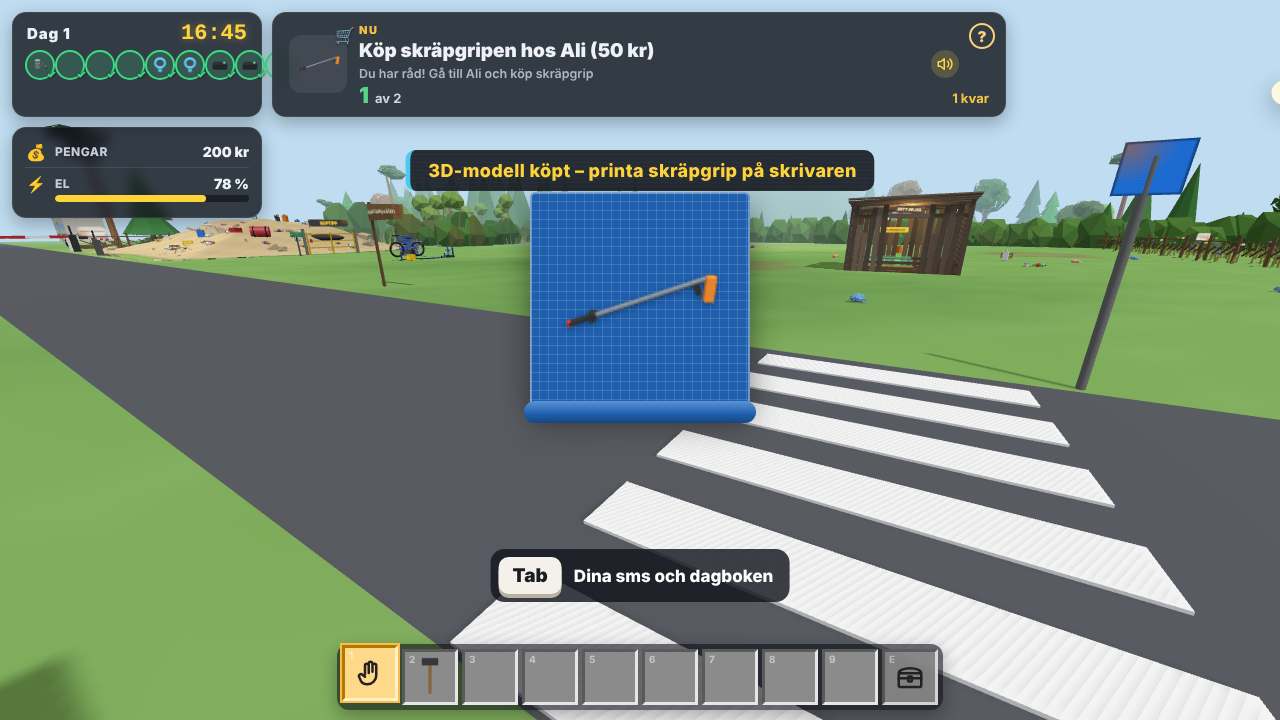 Dag 1
16:45
NU
Köp skräpgripen hos Ali (50 kr)
Du har råd! Gå till Ali och köp skräpgrip
1 av 2
1 kvar
?
PENGAR
200 kr
EL
78 %
3D-modell köpt – printa skräpgrip på skrivaren
Tab
Dina sms och dagboken
2
3
4
5
6
7
8
9
E